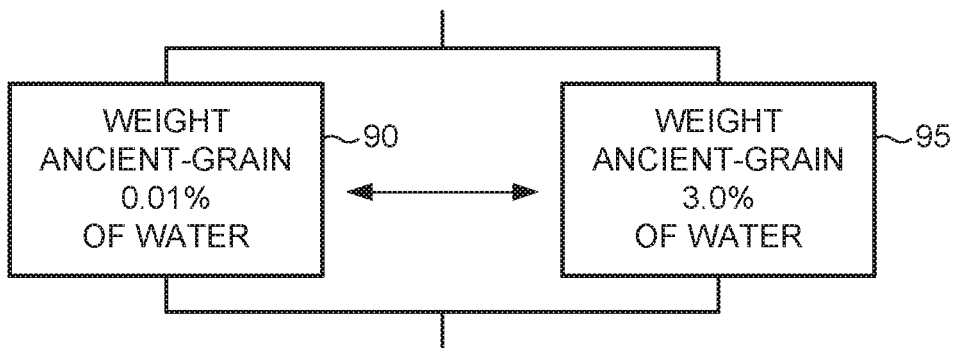 WEIGHT
ANCIENT-GRAIN
0.01%
OF WATER
90
WEIGHT
ANCIENT-GRAIN
3.0%
OF WATER
95